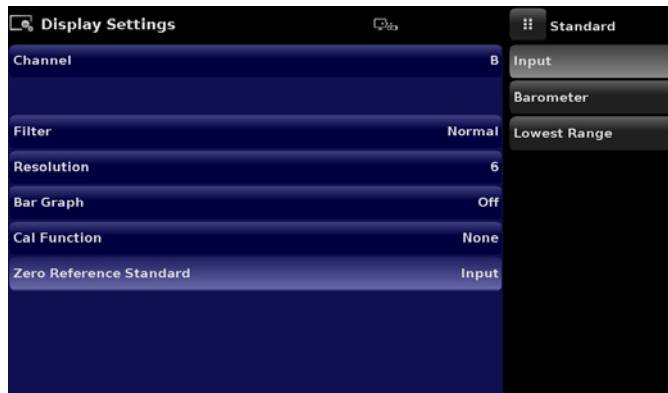 Display Settings
Standard
Channel B
Input
Barometer
Filter Normal
Lowest Range
Resolution 6
Bar Graph Off
Cal Function None
Zero Reference Standard Input